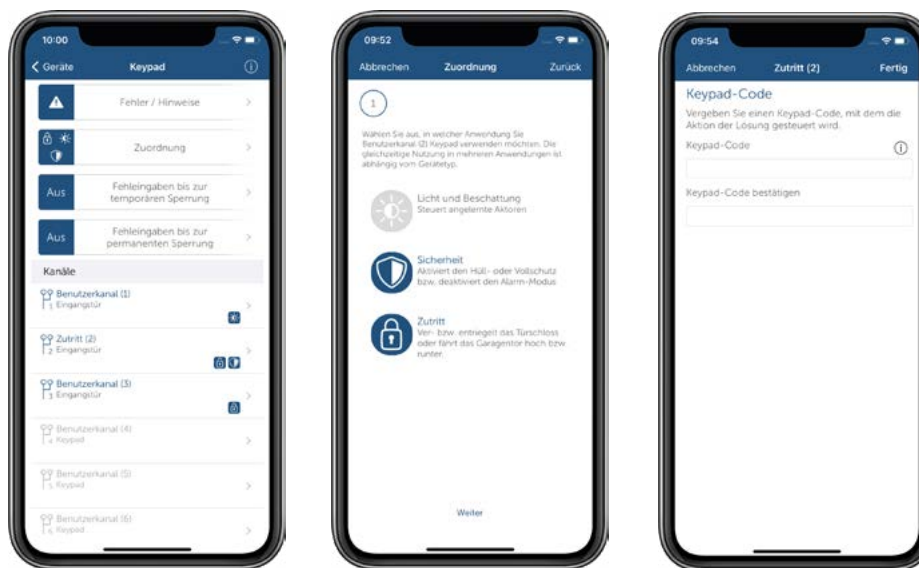 10:00
Geräte
Keypad
Fehler / Hinweise
Zuordnung
Aus
Fehleingaben bis zur
temporären Sperrung
Aus
Fehleingaben bis zur
permanenten Sperrung
Kanäle
Benutzerkanal (1)
1 Eingangstür
Zutritt (2)
2 Eingangstür
Benutzerkanal (3)
3 Eingangstür
Benutzerkanal (4)
4 Keypad
Benutzerkanal (5)
5 Keypad
Benutzerkanal (6)
6 Keypad
09:52
Abbrechen
Zuordnung
Zurück
1
Wählen Sie aus, in welcher Anwendung Sie
Benutzerkanal (2) Keypad verwenden möchten. Die
gleichzeitige Nutzung in mehreren Anwendungen ist
abhängig vom Gerätetyp.
Licht und Beschattung
Steuert angelernte Aktoren
Sicherheit
Aktiviert den Hüll- oder Vollschutz
bzw. deaktiviert den Alarm-Modus
Zutritt
Ver- bzw. entriegelt das Türschloss
oder fährt das Garagentor hoch bzw.
runter.
Weiter
09:54
Abbrechen
Zutritt (2)
Fertig
Keypad-Code
Vergeben Sie einen Keypad-Code, mit dem die
Aktion der Lösung gesteuert wird.
Keypad-Code
Keypad-Code bestätigen